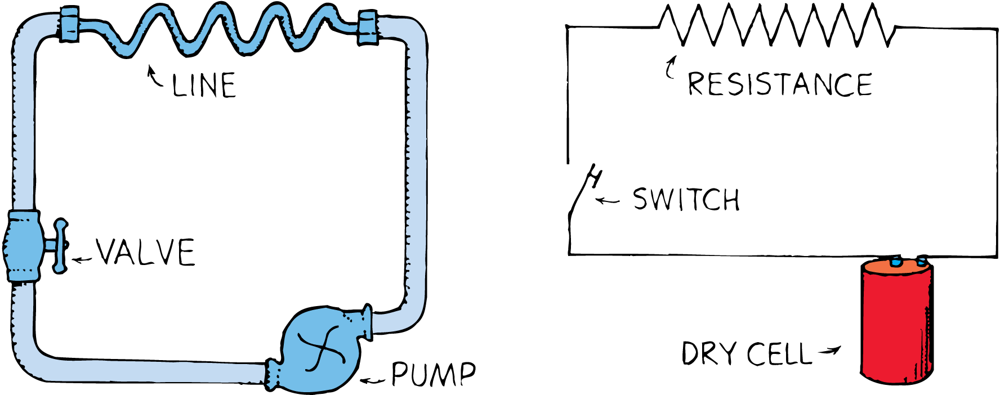 LINE
VALVE
PUMP
RESISTANCE
SWITCH
DRY CELL